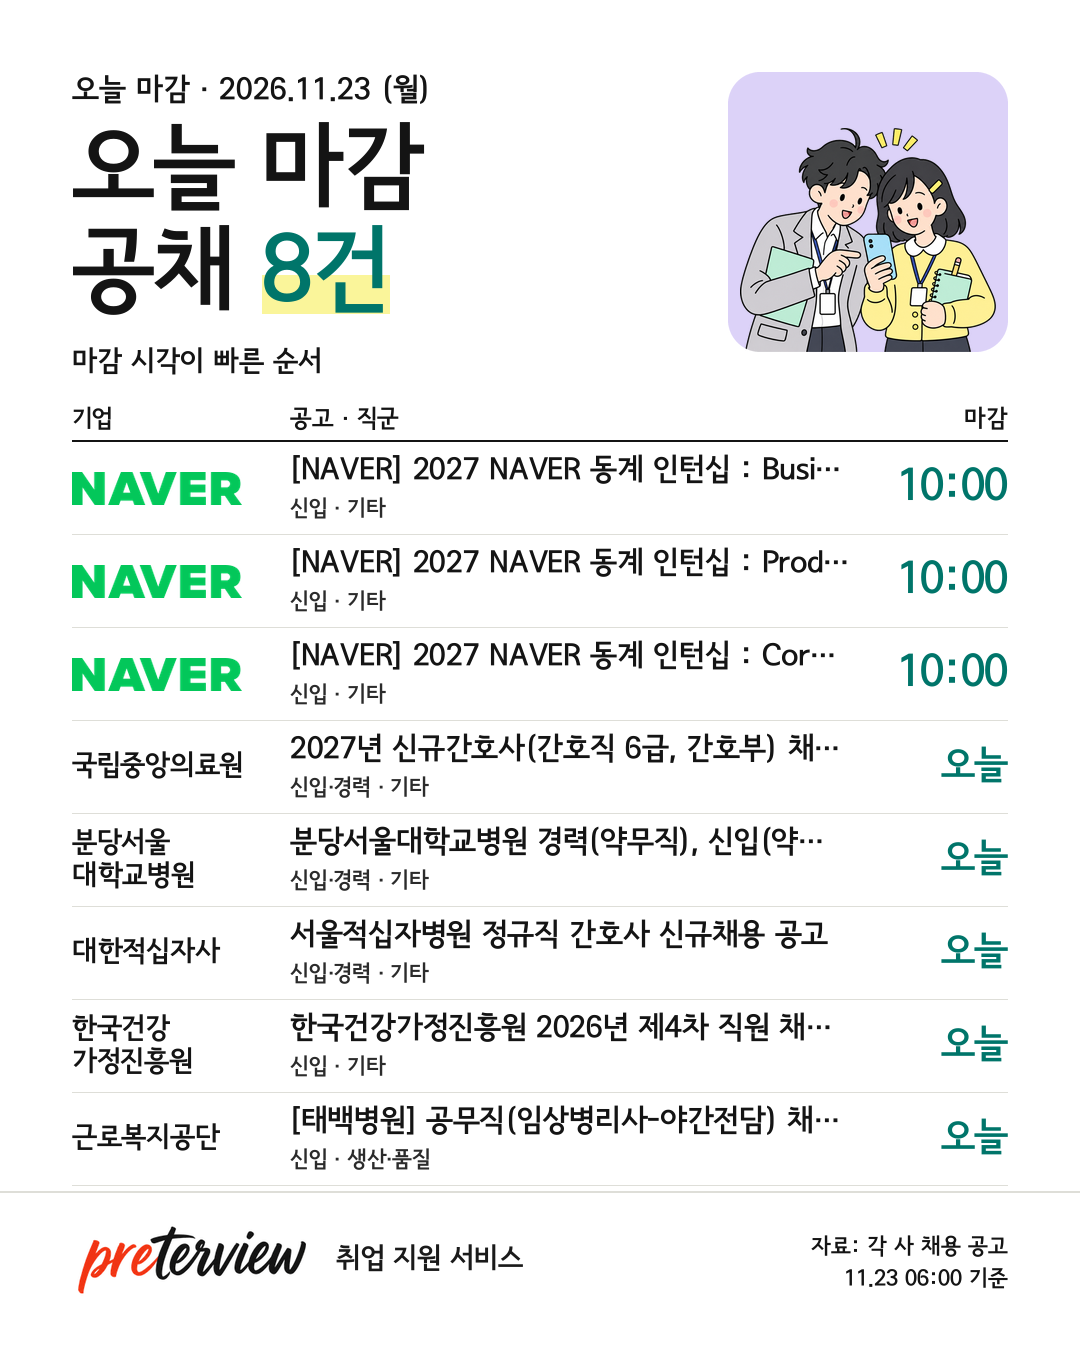 오늘 마감 · 2026.11.23 (월)
오늘 마감
공채 8건
마감 시각이 빠른 순서
기업 공고 · 직군 마감
NAVER [NAVER] 2027 NAVER 동계 인턴십 : Busi··· 10:00
신입 · 기타
NAVER [NAVER] 2027 NAVER 동계 인턴십 : Prod··· 10:00
신입 · 기타
NAVER [NAVER] 2027 NAVER 동계 인턴십 : Cor··· 10:00
신입 · 기타
국립중앙의료원 2027년 신규간호사(간호직 6급, 간호부) 채··· 오늘
신입·경력 · 기타
분당서울
대학교병원
분당서울대학교병원 경력(약무직), 신입(약··· 오늘
신입·경력 · 기타
대한적십자사 서울적십자병원 정규직 간호사 신규채용 공고 오늘
신입·경력 · 기타
한국건강
가정진흥원
한국건강가정진흥원 2026년 제4차 직원 채··· 오늘
신입 · 기타
근로복지공단 [태백병원] 공무직(임상병리사-야간전담) 채··· 오늘
신입 · 생산·품질
preterview 취업 지원 서비스
자료: 각 사 채용 공고
11.23 06:00 기준